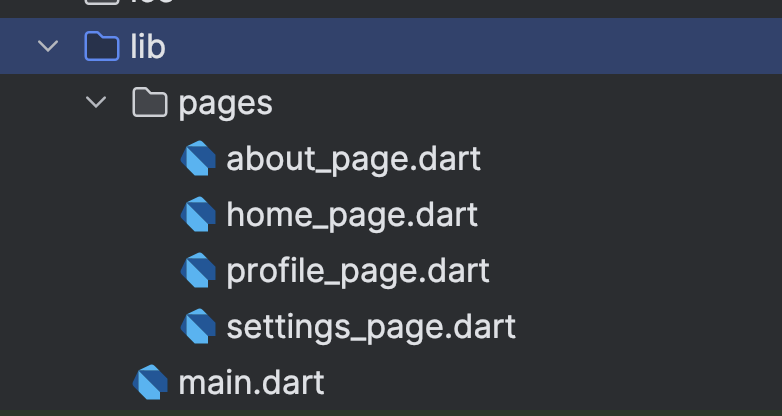 lib
pages
about_page.dart
home_page.dart
profile_page.dart
settings_page.dart
main.dart